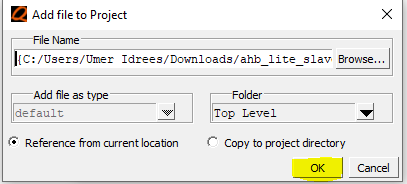 Add file to Project
File Name
{C:/Users/Umer Idrees/Downloads/ahb_lite_slav
Browse...
Add file as type
Folder
default
Top Level
Reference from current location
Copy to project directory
OK
Cancel